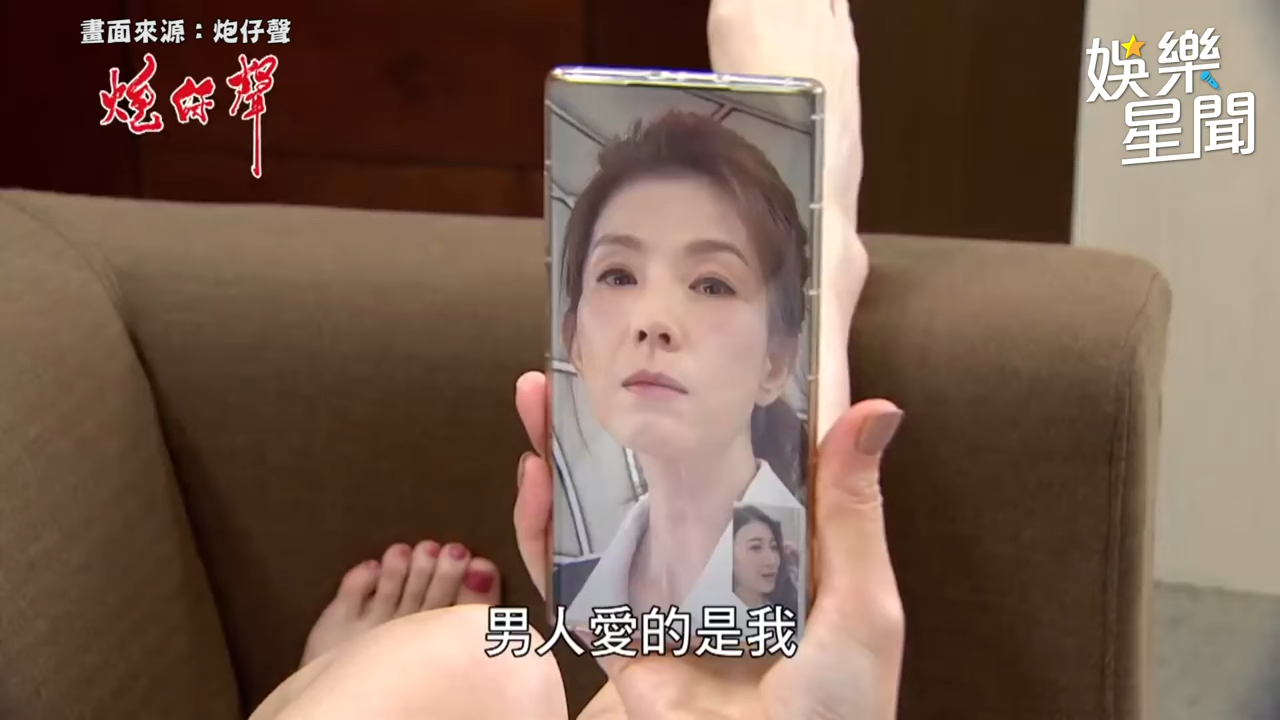 畫面來源：炮仔聲
炮仔聲
娛樂
星聞
男人愛的是我